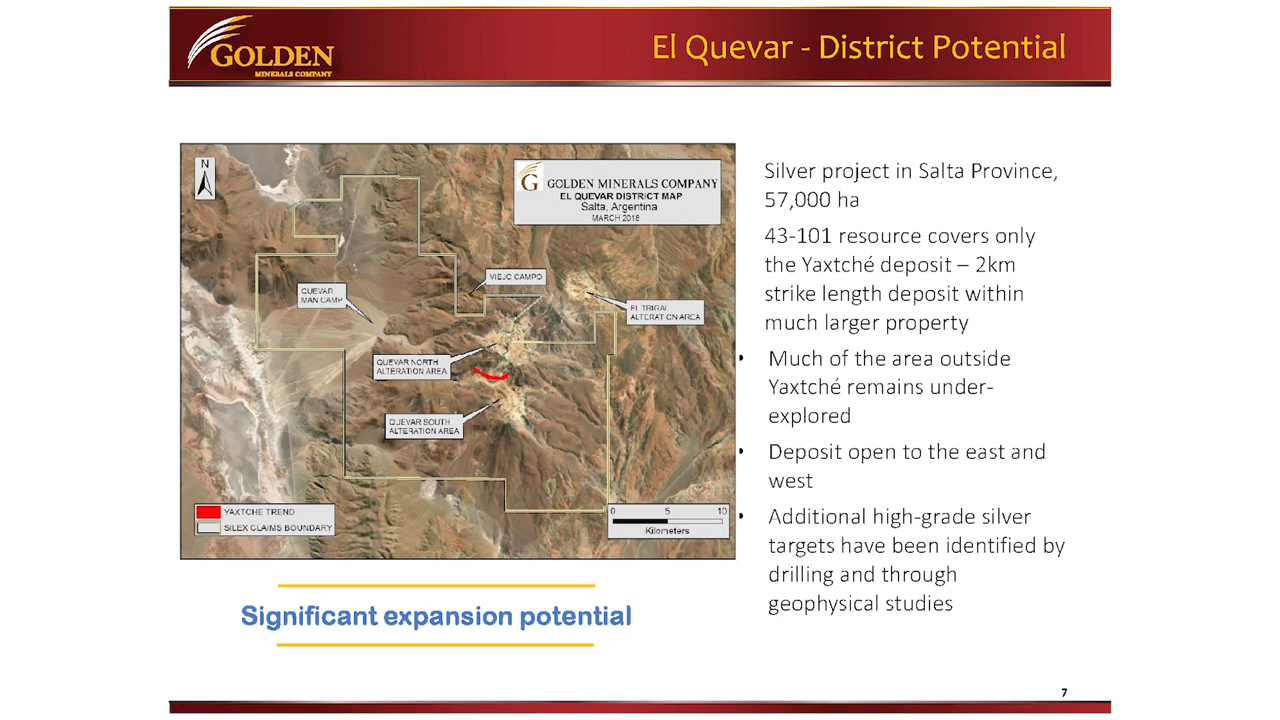 GOLDEN
MINERALS COMPANY
El Quevar - District Potential
N
G
GOLDEN MINERALS COMPANY
EL QUEVAR DISTRICT MAP
Salta, Argentina
MARCH 2018
VIEJO CAMPO
QUEVAR
MAN CAMP
EL TRIGAL
ALTERATION AREA
QUEVAR NORTH
ALTERATION AREA
QUEVAR SOUTH
ALTERATION AREA
YAXTCHE TREND
SILEX CLAIMS BOUNDARY
0 5 10
Kilometers
Significant expansion potential
Silver project in Salta Province,
57,000 ha
43-101 resource covers only
the Yaxtché deposit – 2km
strike length deposit within
much larger property
• Much of the area outside
Yaxtché remains under-
explored
• Deposit open to the east and
west
• Additional high-grade silver
targets have been identified by
drilling and through
geophysical studies
7